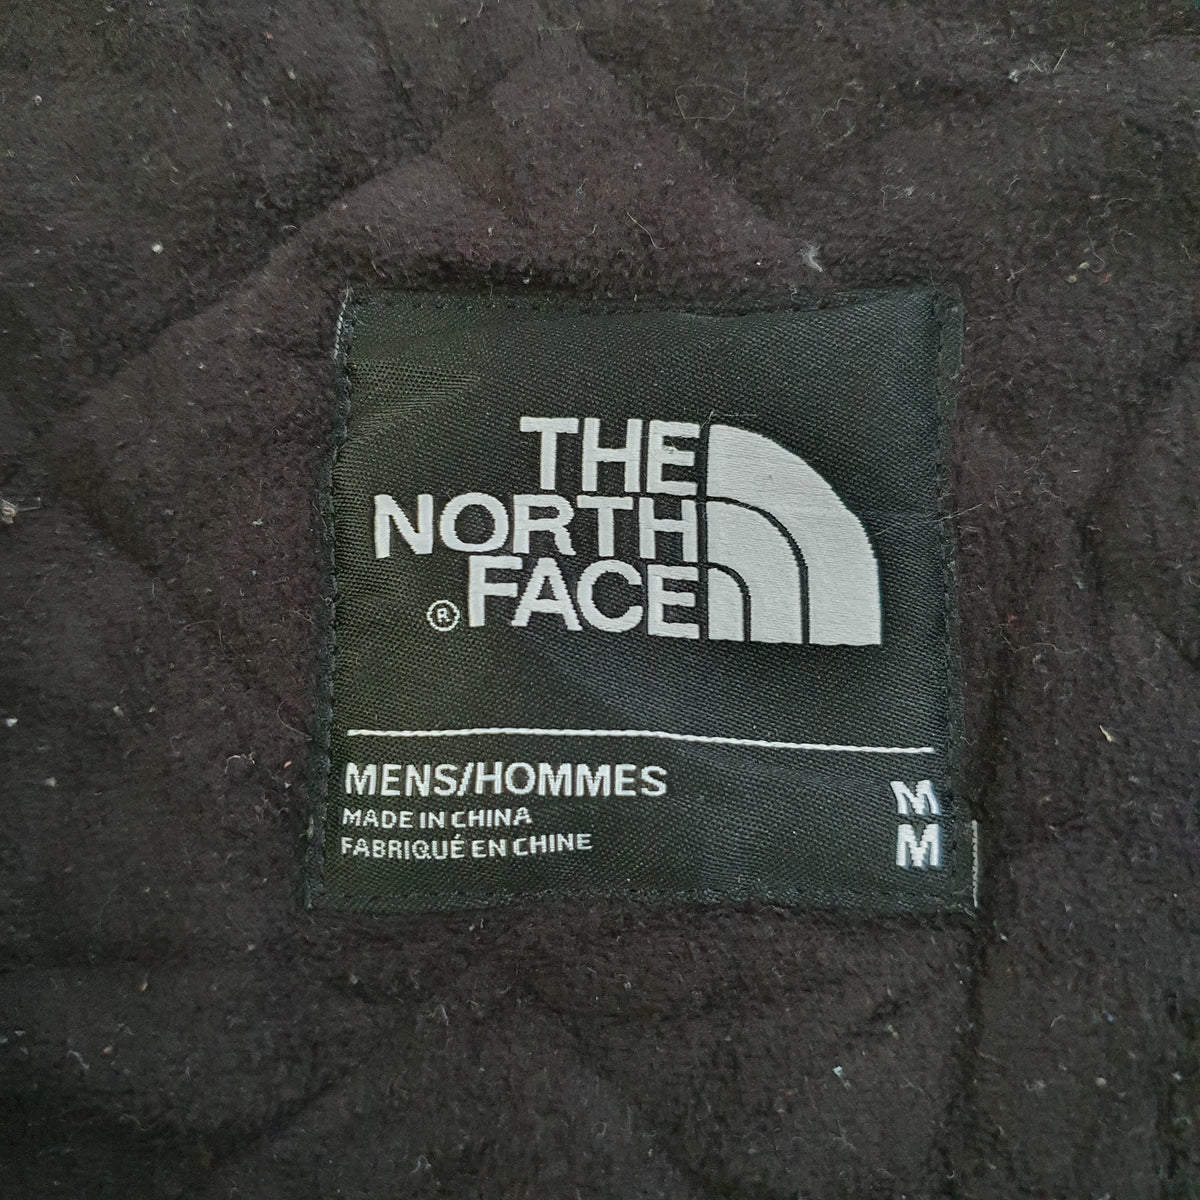 THE
NORTH
® FACE
MENS/HOMMES M
MADE IN CHINA
FABRIQUÉ EN CHINE M